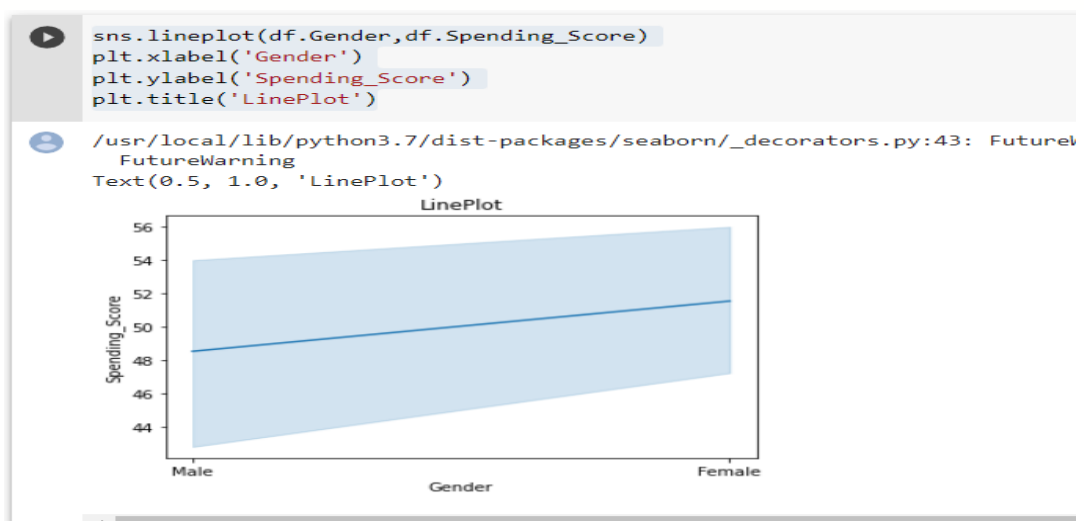 sns.lineplot(df.Gender,df.Spending_Score)
plt.xlabel('Gender')
plt.ylabel('Spending_Score')
plt.title('LinePlot')
/usr/local/lib/python3.7/dist-packages/seaborn/_decorators.py:43: Future
FutureWarning
Text(0.5, 1.0, 'LinePlot')
LinePlot
56
54
52
50
48
46
44
Spending_Score
Male Female
Gender